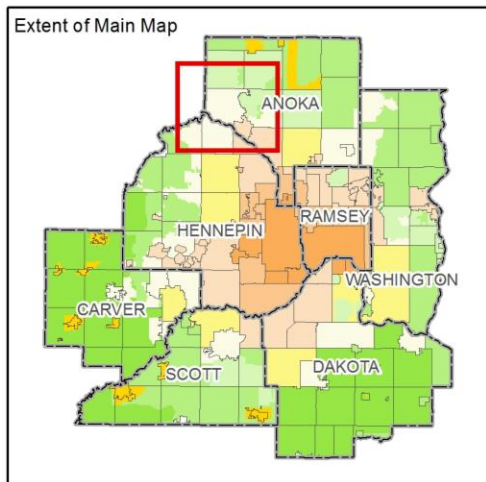 Extent of Main Map
ANOKA
HENNEPIN
RAMSEY
WASHINGTON
CARVER
SCOTT
DAKOTA